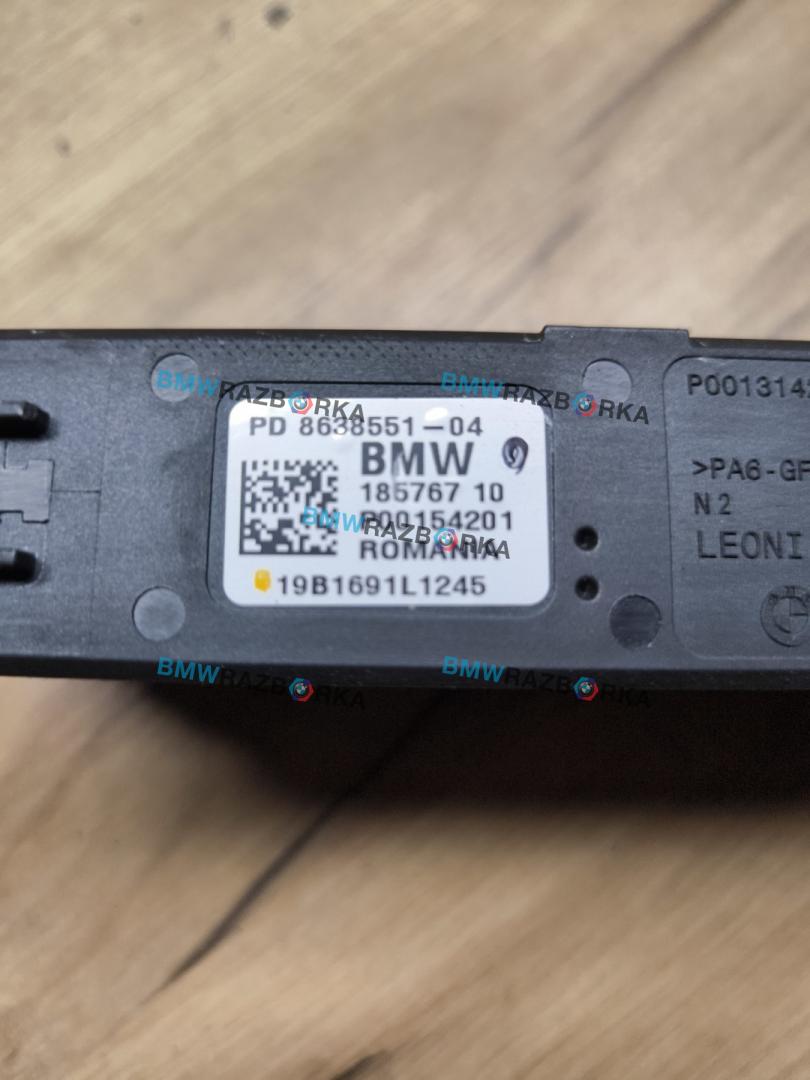 BMWRAZBORKA
BMWRAZBORKA
PD 8638551-04
BMW 9
185767 10
P00154201
ROMANIA
19B1691L1245
P001314
>PA6-GF
N2
LEONI
BMWRAZBORKA
BMWRAZBORKA
BMWRAZBORKA